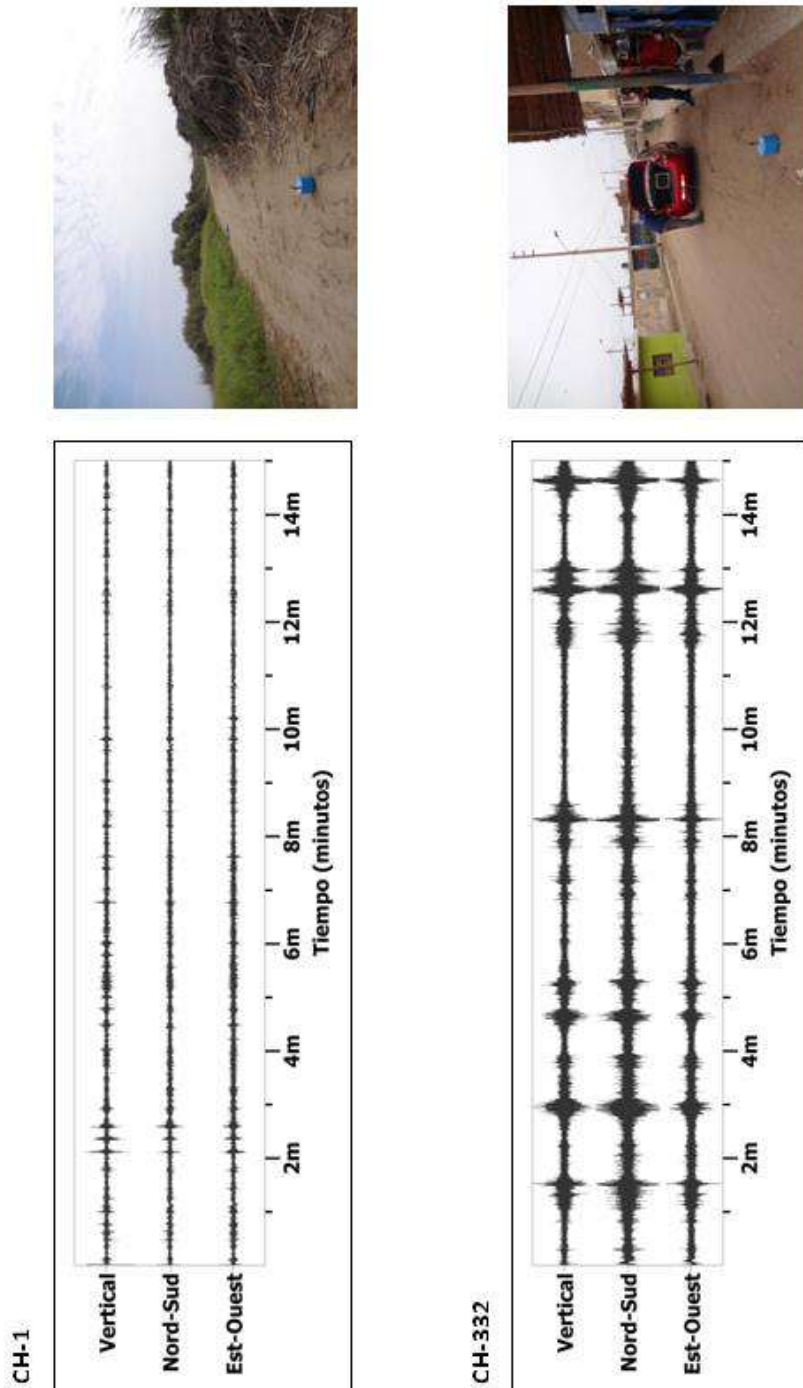 CH-1
Vertical
Nord-Sud
Est-Ouest
2m 4m 6m 8m 10m 12m 14m
Tiempo (minutos)
CH-332
Vertical
Nord-Sud
Est-Ouest
2m 4m 6m 8m 10m 12m 14m
Tiempo (minutos)